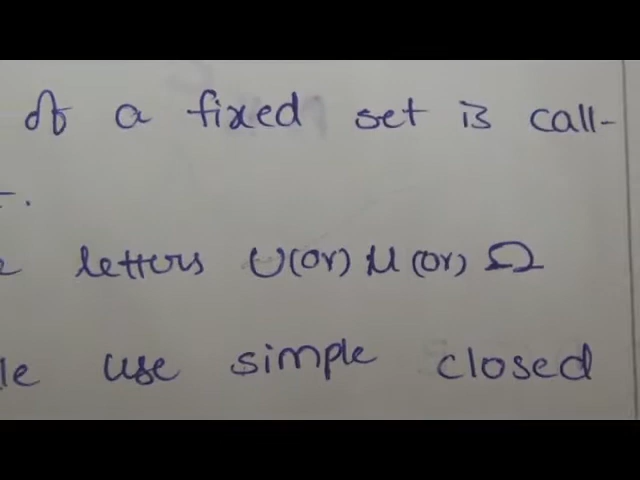 of a fixed set is call-
letters U (or) μ (or) Ω
use simple closed